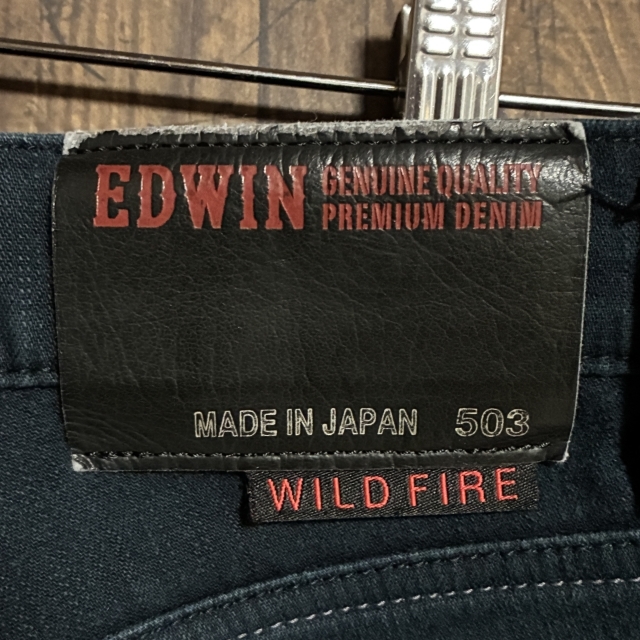 EDWIN
GENUINE QUALITY
PREMIUM DENIM
MADE IN JAPAN 503
WILD FIRE